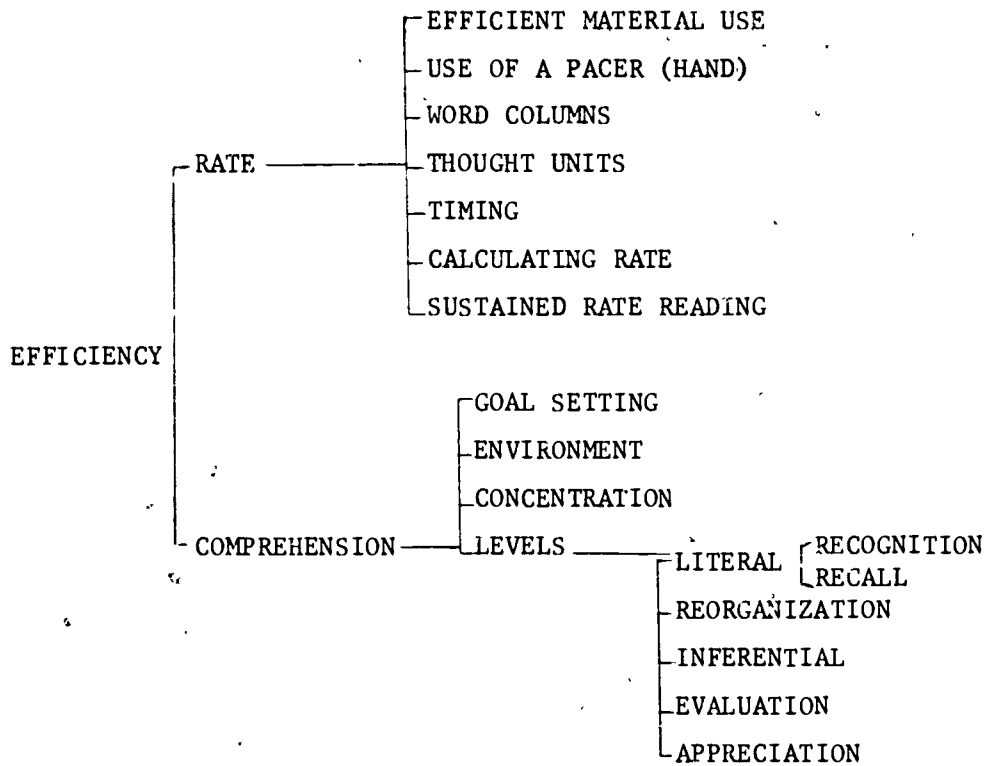 EFFICIENT MATERIAL USE
USE OF A PACER (HAND)
WORD COLUMNS
RATE
THOUGHT UNITS
TIMING
CALCULATING RATE
SUSTAINED RATE READING
EFFICIENCY
GOAL SETTING
ENVIRONMENT
CONCENTRATION
COMPREHENSION
LEVELS
LITERAL
RECOGNITION
RECALL
REORGANIZATION
INFERENTIAL
EVALUATION
APPRECIATION